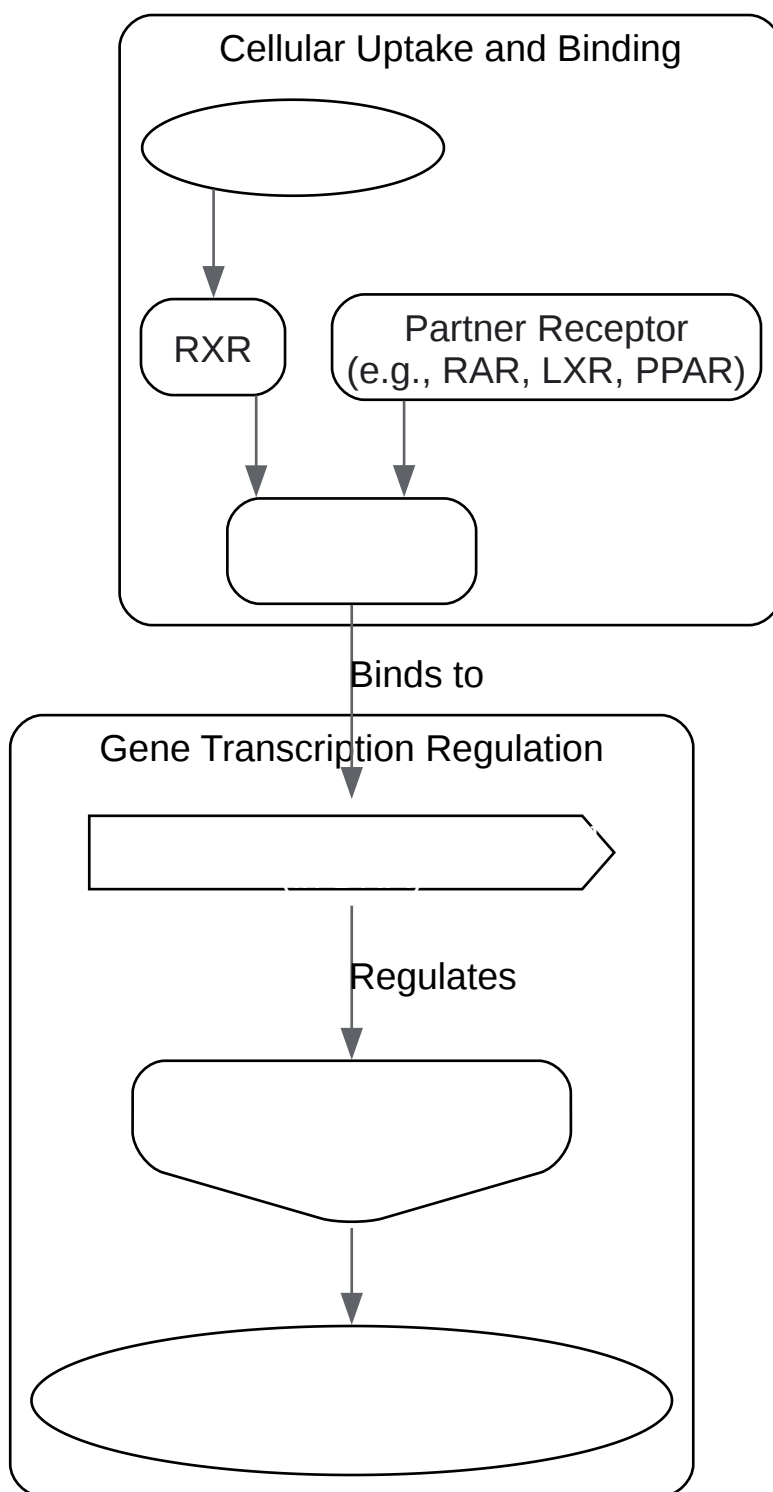 Cellular Uptake and Binding
RXR
Partner Receptor
(e.g., RAR, LXR, PPAR)
Binds to
Gene Transcription Regulation
Regulates